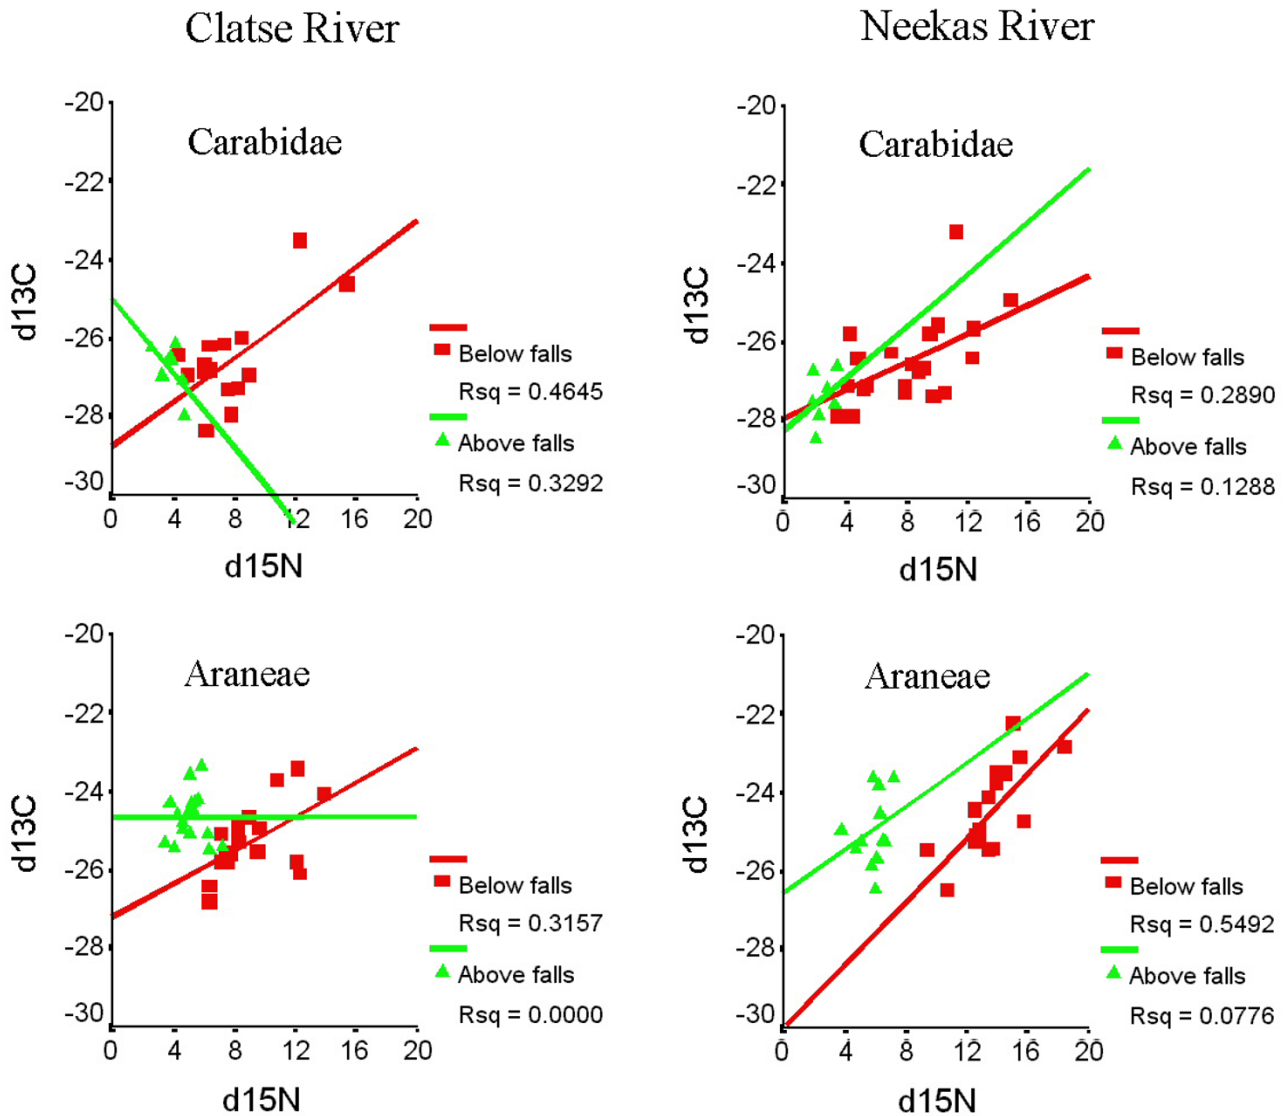 Clatse River
Neekas River
-20
-22
-24
-26
-28
-30
d13C
Carabidae
0 4 8 12 16 20
d15N
Below falls
Rsq = 0.4645
Above falls
Rsq = 0.3292
-20
-22
-24
-26
-28
-30
d13C
Carabidae
0 4 8 12 16 20
d15N
Below falls
Rsq = 0.2890
Above falls
Rsq = 0.1288
-20
-22
-24
-26
-28
-30
d13C
Araneae
0 4 8 12 16 20
d15N
Below falls
Rsq = 0.3157
Above falls
Rsq = 0.0000
-20
-22
-24
-26
-28
-30
d13C
Araneae
0 4 8 12 16 20
d15N
Below falls
Rsq = 0.5492
Above falls
Rsq = 0.0776